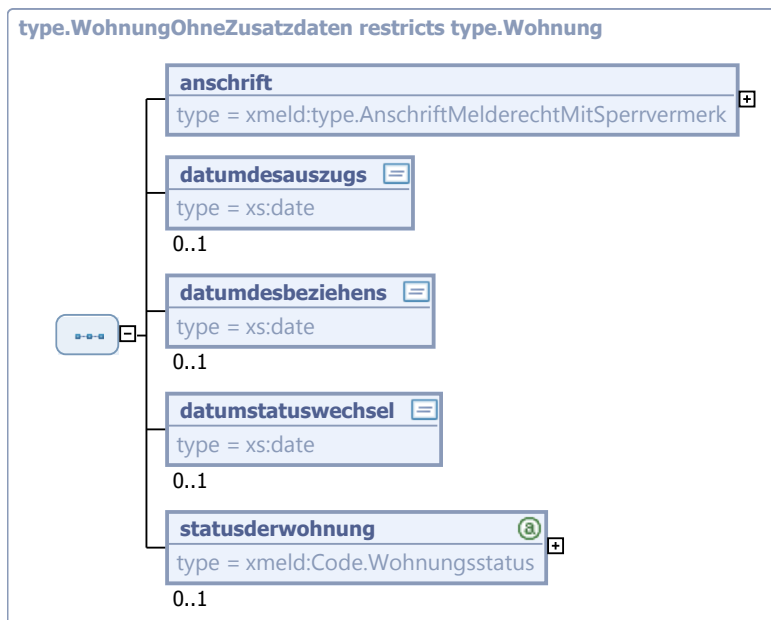 type.WohnungOhneZusatzdaten restricts type.Wohnung
anschrift
type = xmeld:type.AnschriftMelderechtMitSperrvermerk
datumdesauszugs
type = xs:date
0..1
datumdesbeziehens
type = xs:date
0..1
datumstatuswechsel
type = xs:date
0..1
statusderwohnung
type = xmeld:Code.Wohnungsstatus
0..1